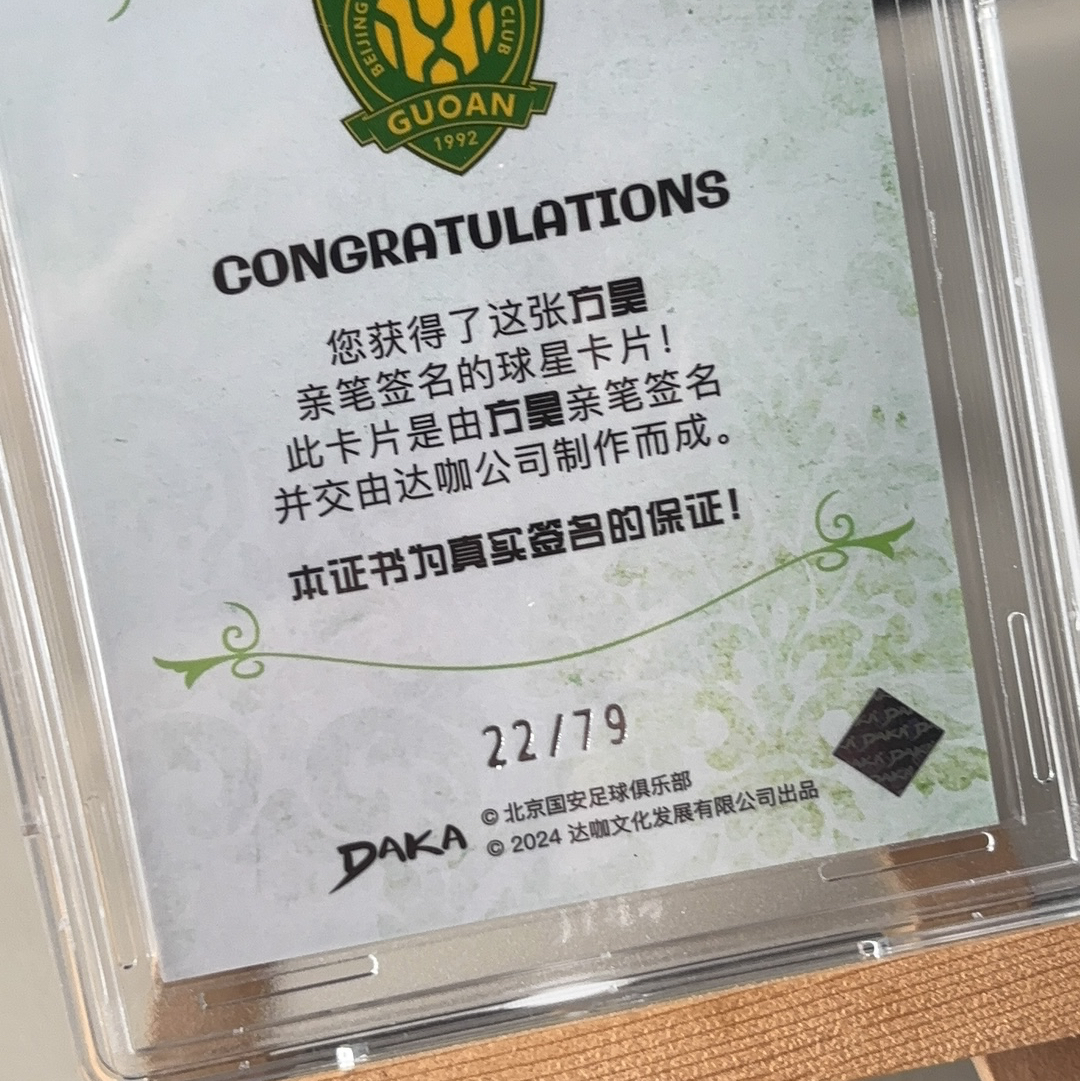 BEIJING
CLUB
GUOAN
1992
CONGRATULATIONS
您获得了这张方昊
亲笔签名的球星卡片！
此卡片是由方昊亲笔签名
并交由达咖公司制作而成。
本证书为真实签名的保证！
22/79
© 北京国安足球俱乐部
DAKA
© 2024 达咖文化发展有限公司出品
DAKA DAKA